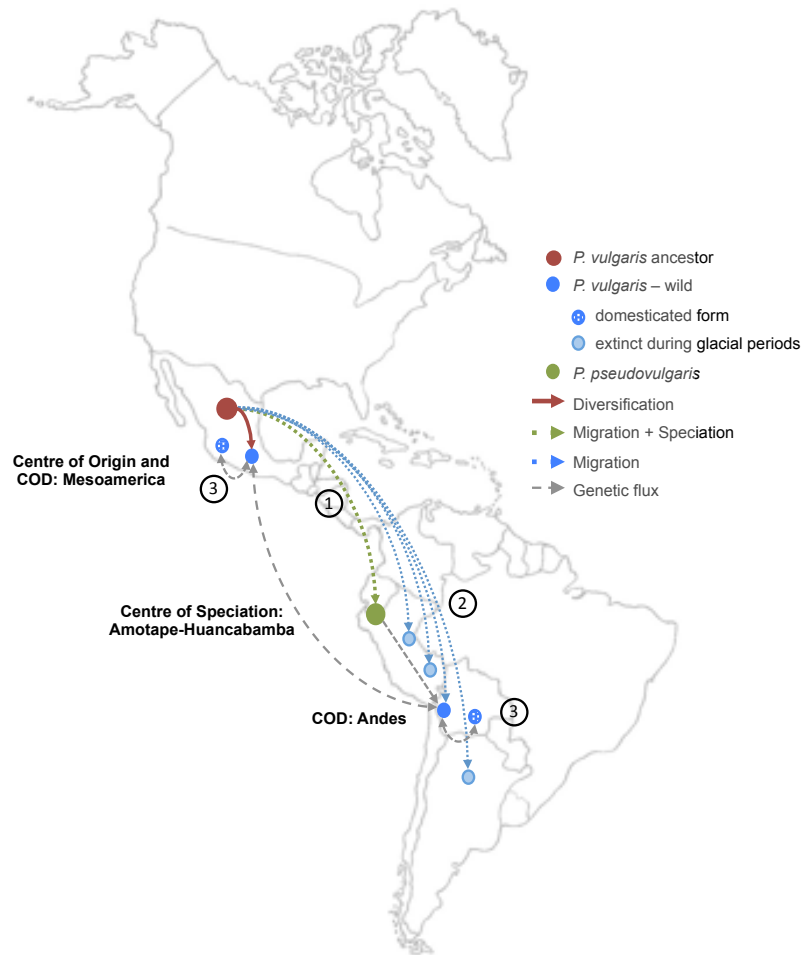 P. vulgaris ancestor
P. vulgaris – wild
domesticated form
extinct during glacial periods
P. pseudovulgaris
Diversification
Migration + Speciation
Migration
Genetic flux
Centre of Origin and
COD: Mesoamerica
3
1
Centre of Speciation:
Amotape-Huancabamba
2
COD: Andes
3